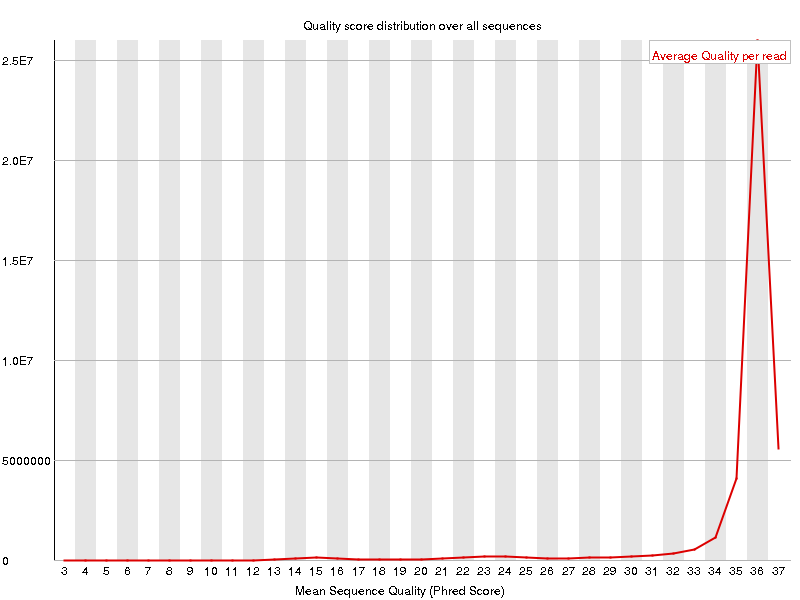 Quality score distribution over all sequences
Average Quality per read
2.5E7
2.0E7
1.5E7
1.0E7
5000000
0
3 4 5 6 7 8 9 10 11 12 13 14 15 16 17 18 19 20 21 22 23 24 25 26 27 28 29 30 31 32 33 34 35 36 37
Mean Sequence Quality (Phred Score)